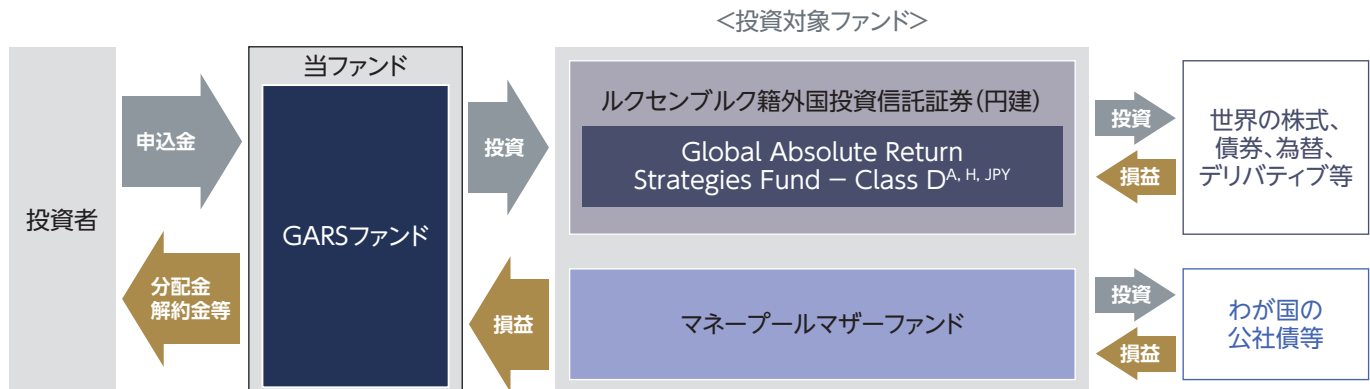 <投資対象ファンド>
投資者
申込金
分配金
解約金等
当ファンド
GARSファンド
投資
損益
ルクセンブルク籍外国投資信託証券(円建)
Global Absolute Return
Strategies Fund – Class D^A, H, JPY
マネープールマザーファンド
投資
損益
世界の株式、
債券、為替、
デリバティブ等
投資
損益
わが国の
公社債等